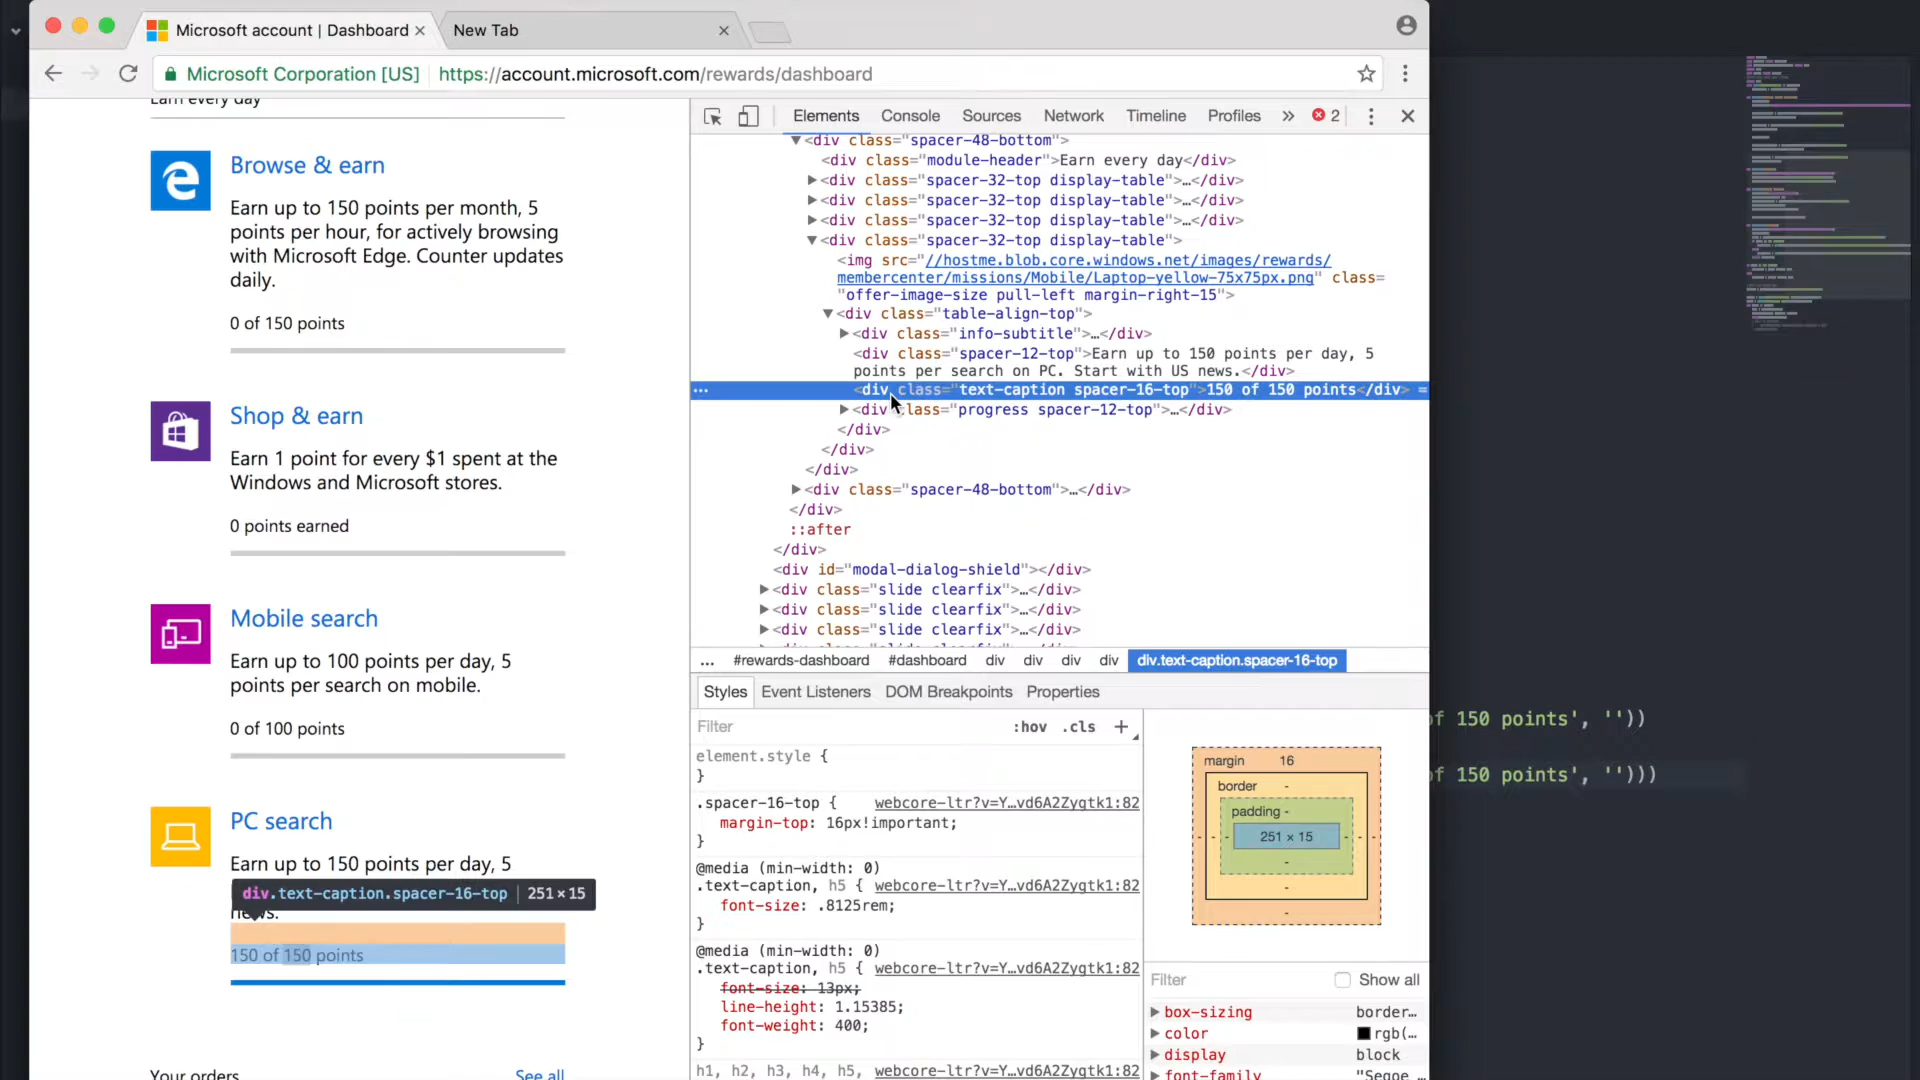 Microsoft account | Dashboard
New Tab
Microsoft Corporation [US]
https://account.microsoft.com/rewards/dashboard
Earn every day
Browse & earn
Earn up to 150 points per month, 5
points per hour, for actively browsing
with Microsoft Edge. Counter updates
daily.
0 of 150 points
Shop & earn
Earn 1 point for every $1 spent at the
Windows and Microsoft stores.
0 points earned
Mobile search
Earn up to 100 points per day, 5
points per search on mobile.
0 of 100 points
PC search
Earn up to 150 points per day, 5
div.text-caption.spacer-16-top | 251×15
news.
150 of 150 points
Your orders
See all
Elements Console Sources Network Timeline Profiles » 2
<div class="spacer-48-bottom">
<div class="module-header">Earn every day</div>
<div class="spacer-32-top display-table">…</div>
<div class="spacer-32-top display-table">…</div>
<div class="spacer-32-top display-table">…</div>
<div class="spacer-32-top display-table">
<img src="//hostme.blob.core.windows.net/images/rewards/
membercenter/missions/Mobile/Laptop-yellow-75x75px.png" class=
"offer-image-size pull-left margin-right-15">
<div class="table-align-top">
<div class="info-subtitle">…</div>
<div class="spacer-12-top">Earn up to 150 points per day, 5
points per search on PC. Start with US news.</div>
… <div class="text-caption spacer-16-top">150 of 150 points</div> =
<div class="progress spacer-12-top">…</div>
</div>
</div>
</div>
<div class="spacer-48-bottom">…</div>
</div>
::after
</div>
<div id="modal-dialog-shield"></div>
<div class="slide clearfix">…</div>
<div class="slide clearfix">…</div>
<div class="slide clearfix">…</div>
... #rewards-dashboard #dashboard div div div div div.text-caption.spacer-16-top
Styles Event Listeners DOM Breakpoints Properties
Filter :hov .cls +
element.style {
}
.spacer-16-top { webcore-ltr?v=Y…vd6A2Zygtk1:82
margin-top: 16px!important;
}
@media (min-width: 0)
.text-caption, h5 { webcore-ltr?v=Y…vd6A2Zygtk1:82
font-size: .8125rem;
}
@media (min-width: 0)
.text-caption, h5 { webcore-ltr?v=Y…vd6A2Zygtk1:82
font-size: 13px;
line-height: 1.15385;
font-weight: 400;
}
h1, h2, h3, h4, h5, webcore-ltr?v=Y…vd6A2Zygtk1:82
margin 16
border -
padding -
- - - 251 × 15 - - -
-
-
-
Filter Show all
box-sizing border…
color rgb(…
display block
font-family "Segoe …
of 150 points', ''))
of 150 points', '')))